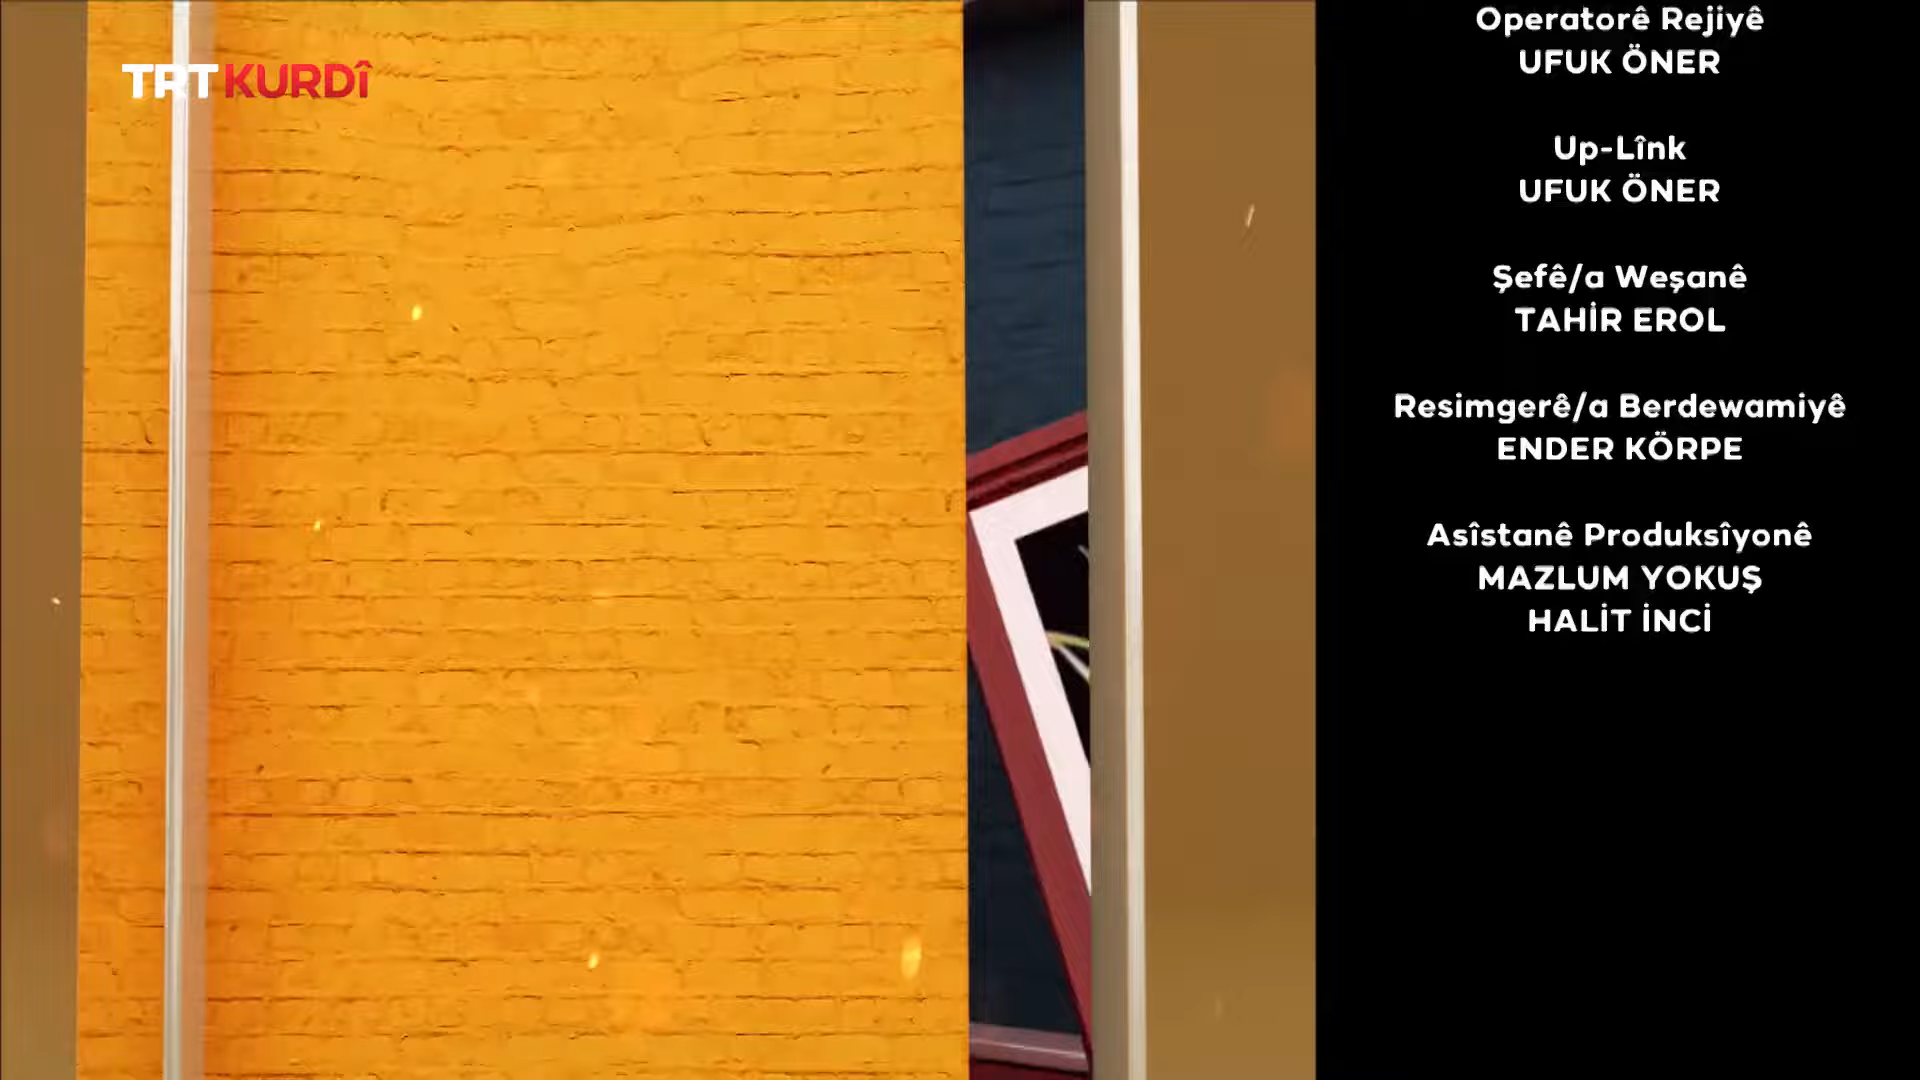 TRT KURDÎ
Operatorê Rejiyê
UFUK ÖNER
Up-Lînk
UFUK ÖNER
Şefê/a Weşanê
TAHİR EROL
Resimgerê/a Berdewamiyê
ENDER KÖRPE
Asîstanê Produksîyonê
MAZLUM YOKUŞ
HALİT İNCİ